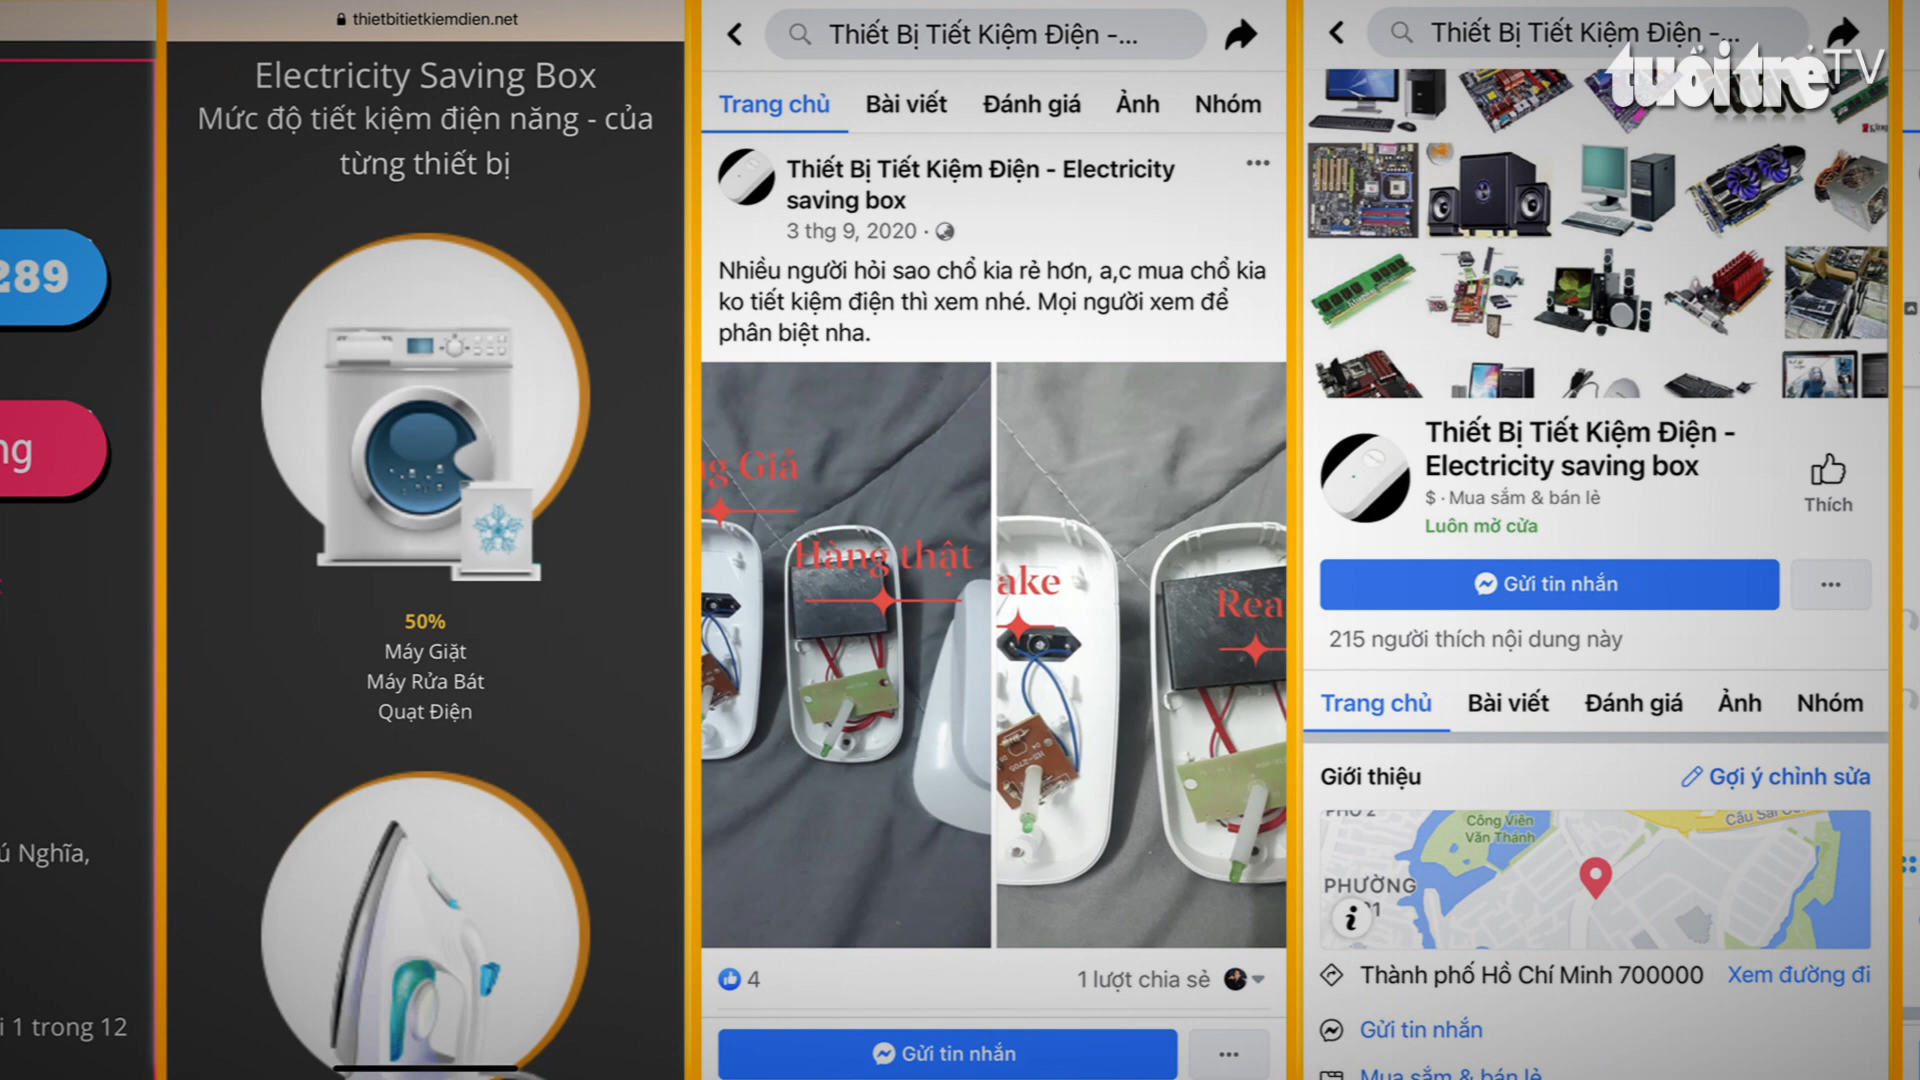 289
ng
ú Nghĩa,
i 1 trong 12
thietbitietkiemdien.net
Electricity Saving Box
Mức độ tiết kiệm điện năng - của
từng thiết bị
50%
Máy Giặt
Máy Rửa Bát
Quạt Điện
Thiết Bị Tiết Kiệm Điện -...
Trang chủ Bài viết Đánh giá Ảnh Nhóm
Thiết Bị Tiết Kiệm Điện - Electricity
saving box
3 thg 9, 2020
Nhiều người hỏi sao chổ kia rẻ hơn, a,c mua chổ kia
ko tiết kiệm điện thì xem nhé. Mọi người xem để
phân biệt nha.
ng Giả
Hàng thật
ake
Rea
4
1 lượt chia sẻ
Gửi tin nhắn
Thiết Bị Tiết Kiệm Điện -...
tuổi trẻ TV
Thiết Bị Tiết Kiệm Điện -
Electricity saving box
$ · Mua sắm & bán lẻ
Luôn mở cửa
Thích
Gửi tin nhắn
215 người thích nội dung này
Trang chủ Bài viết Đánh giá Ảnh Nhóm
Giới thiệu
Gợi ý chỉnh sửa
Công Viên
Văn Thánh
PHƯỜNG
Thành phố Hồ Chí Minh 700000 Xem đường đi
Gửi tin nhắn
Mua sắm & bán lẻ